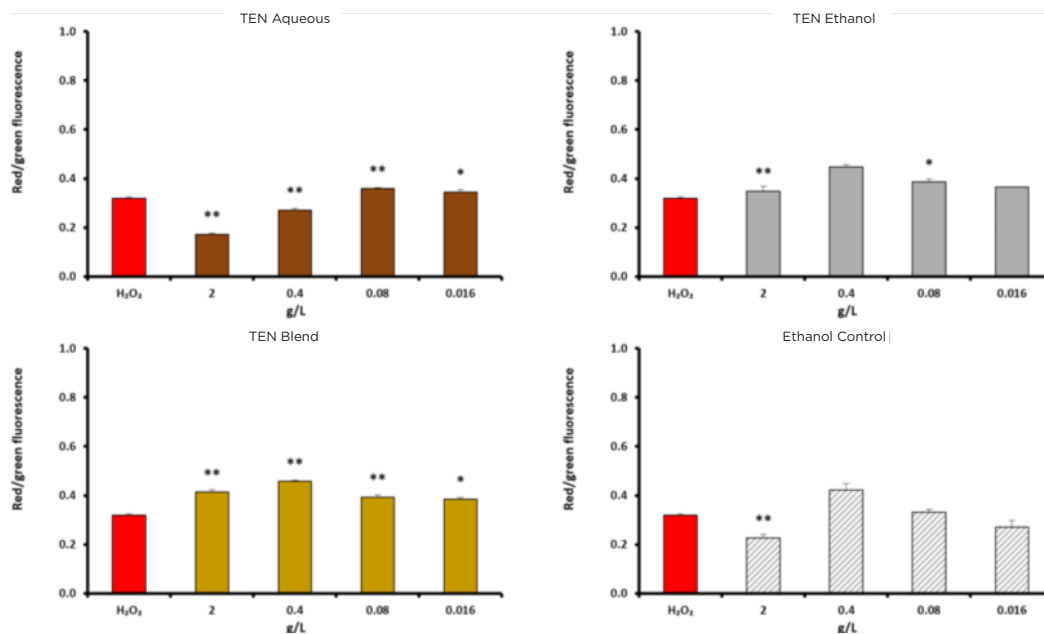 TEN Aqueous
Red/green fluorescence
1.0
0.8
0.6
0.4
0.2
0.0
** ** ** *
H₂O₂ 2 0.4 0.08 0.016
g/L
TEN Ethanol
Red/green fluorescence
1.0
0.8
0.6
0.4
0.2
0.0
** *
H₂O₂ 2 0.4 0.08 0.016
g/L
TEN Blend
Red/green fluorescence
1.0
0.8
0.6
0.4
0.2
0.0
** ** ** *
H₂O₂ 2 0.4 0.08 0.016
g/L
Ethanol Control
Red/green fluorescence
1.0
0.8
0.6
0.4
0.2
0.0
**
H₂O₂ 2 0.4 0.08 0.016
g/L